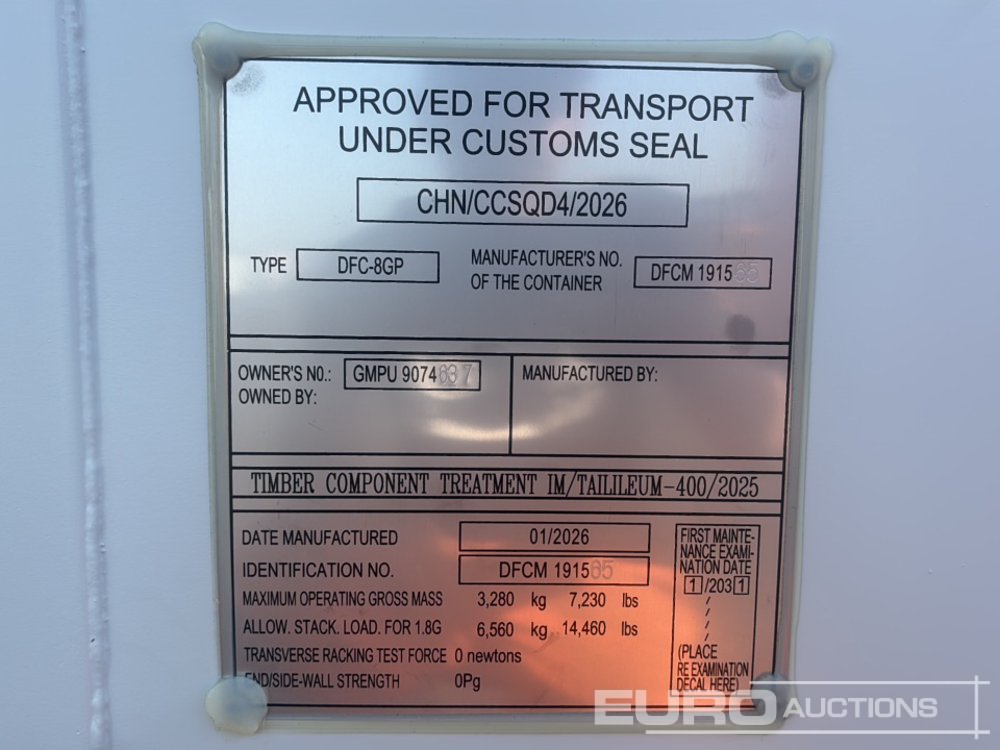 APPROVED FOR TRANSPORT
UNDER CUSTOMS SEAL
CHN/CCSQD4/2026
TYPE DFC-8GP
MANUFACTURER'S NO.
OF THE CONTAINER
DFCM 191565
OWNER'S N0.: GMPU 9074637
OWNED BY:
MANUFACTURED BY:
TIMBER COMPONENT TREATMENT IM/TAILILEUM-400/2025
DATE MANUFACTURED 01/2026
IDENTIFICATION NO. DFCM 191565
MAXIMUM OPERATING GROSS MASS 3,280 kg 7,230 lbs
ALLOW. STACK. LOAD. FOR 1.8G 6,560 kg 14,460 lbs
TRANSVERSE RACKING TEST FORCE 0 newtons
END/SIDE-WALL STRENGTH 0Pg
FIRST MAINTE-
NANCE EXAMI-
NATION DATE
1/2031
/
/
/
/
(PLACE
RE EXAMINATION
DECAL HERE)
EURO AUCTIONS